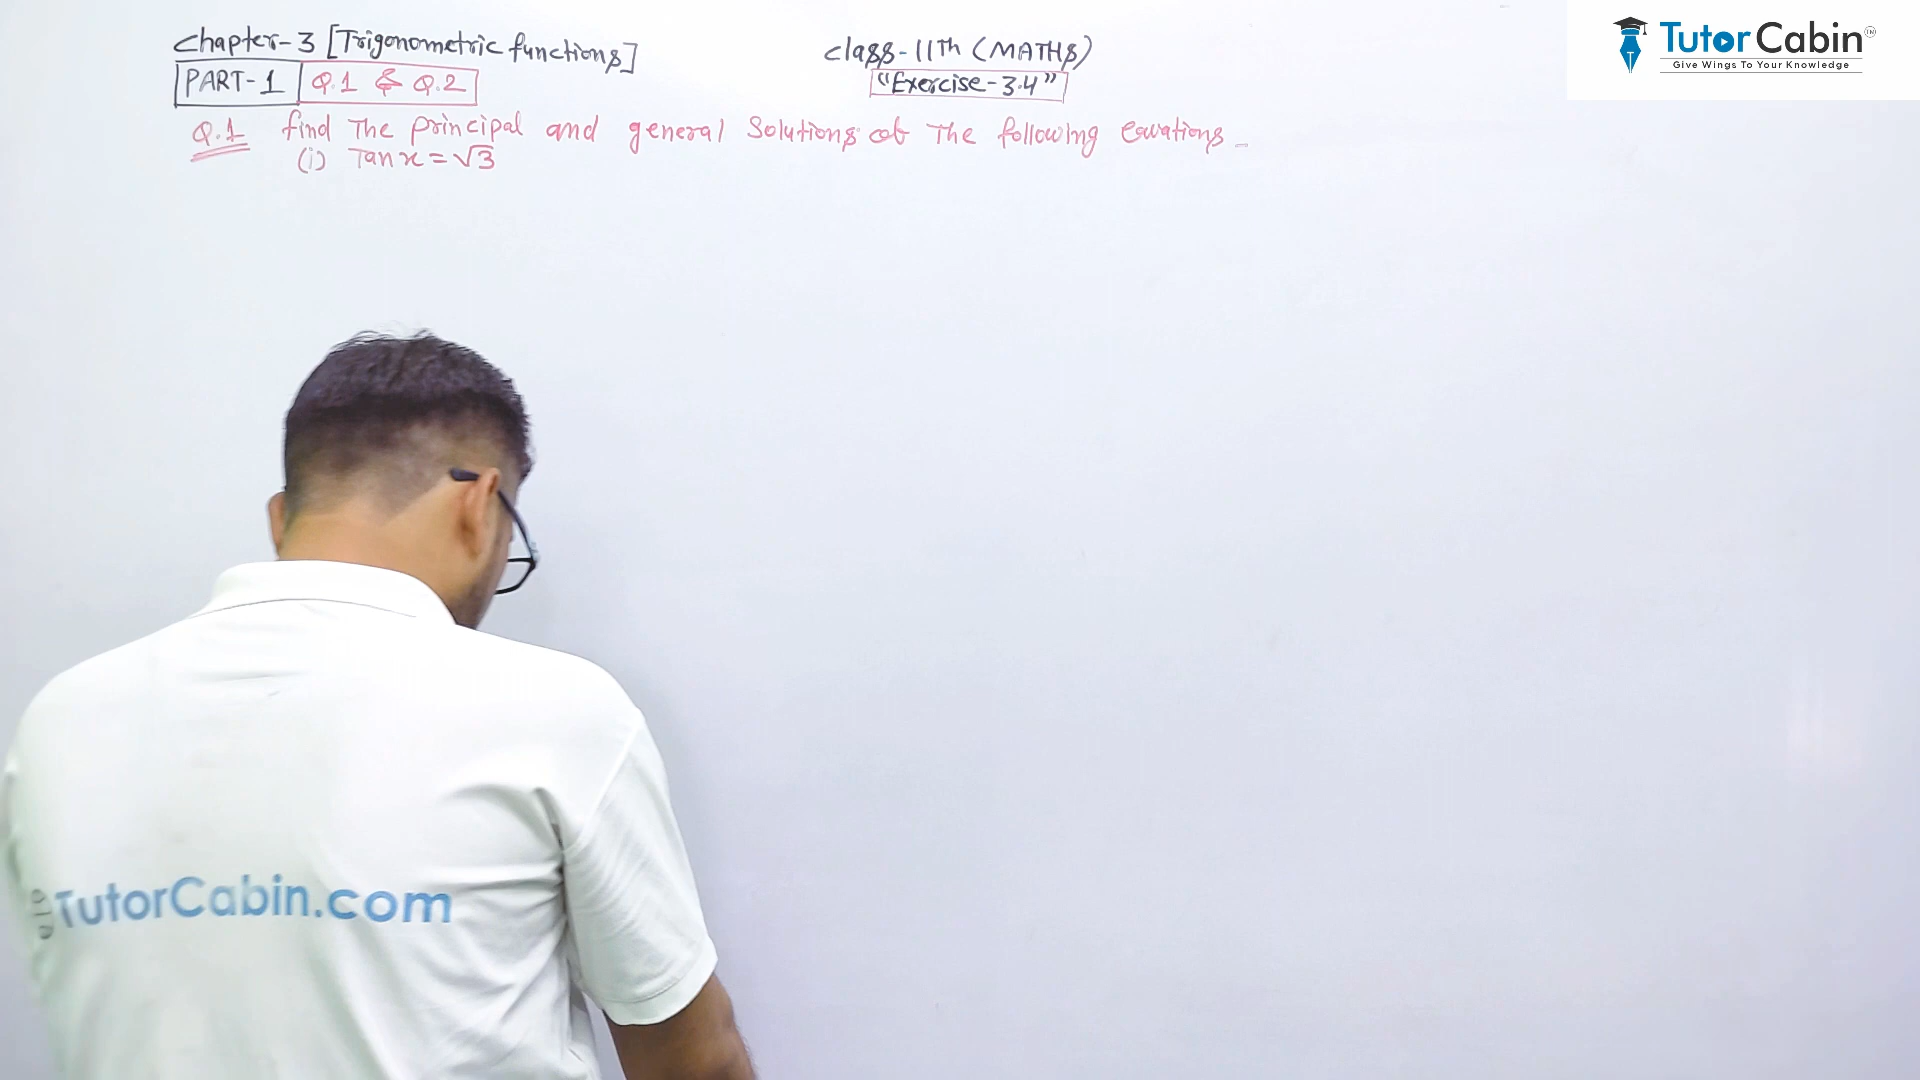 Chapter-3 [Trigonometric functions]
Class-11Th (MATHS)
PART-1 Q.1 & Q.2
"Exercise-3.4"
Q.1 find The principal and general Solutions of The following equations -
(i) Tan x = √3
Tutor Cabin
Give Wings To Your Knowledge
TutorCabin.com